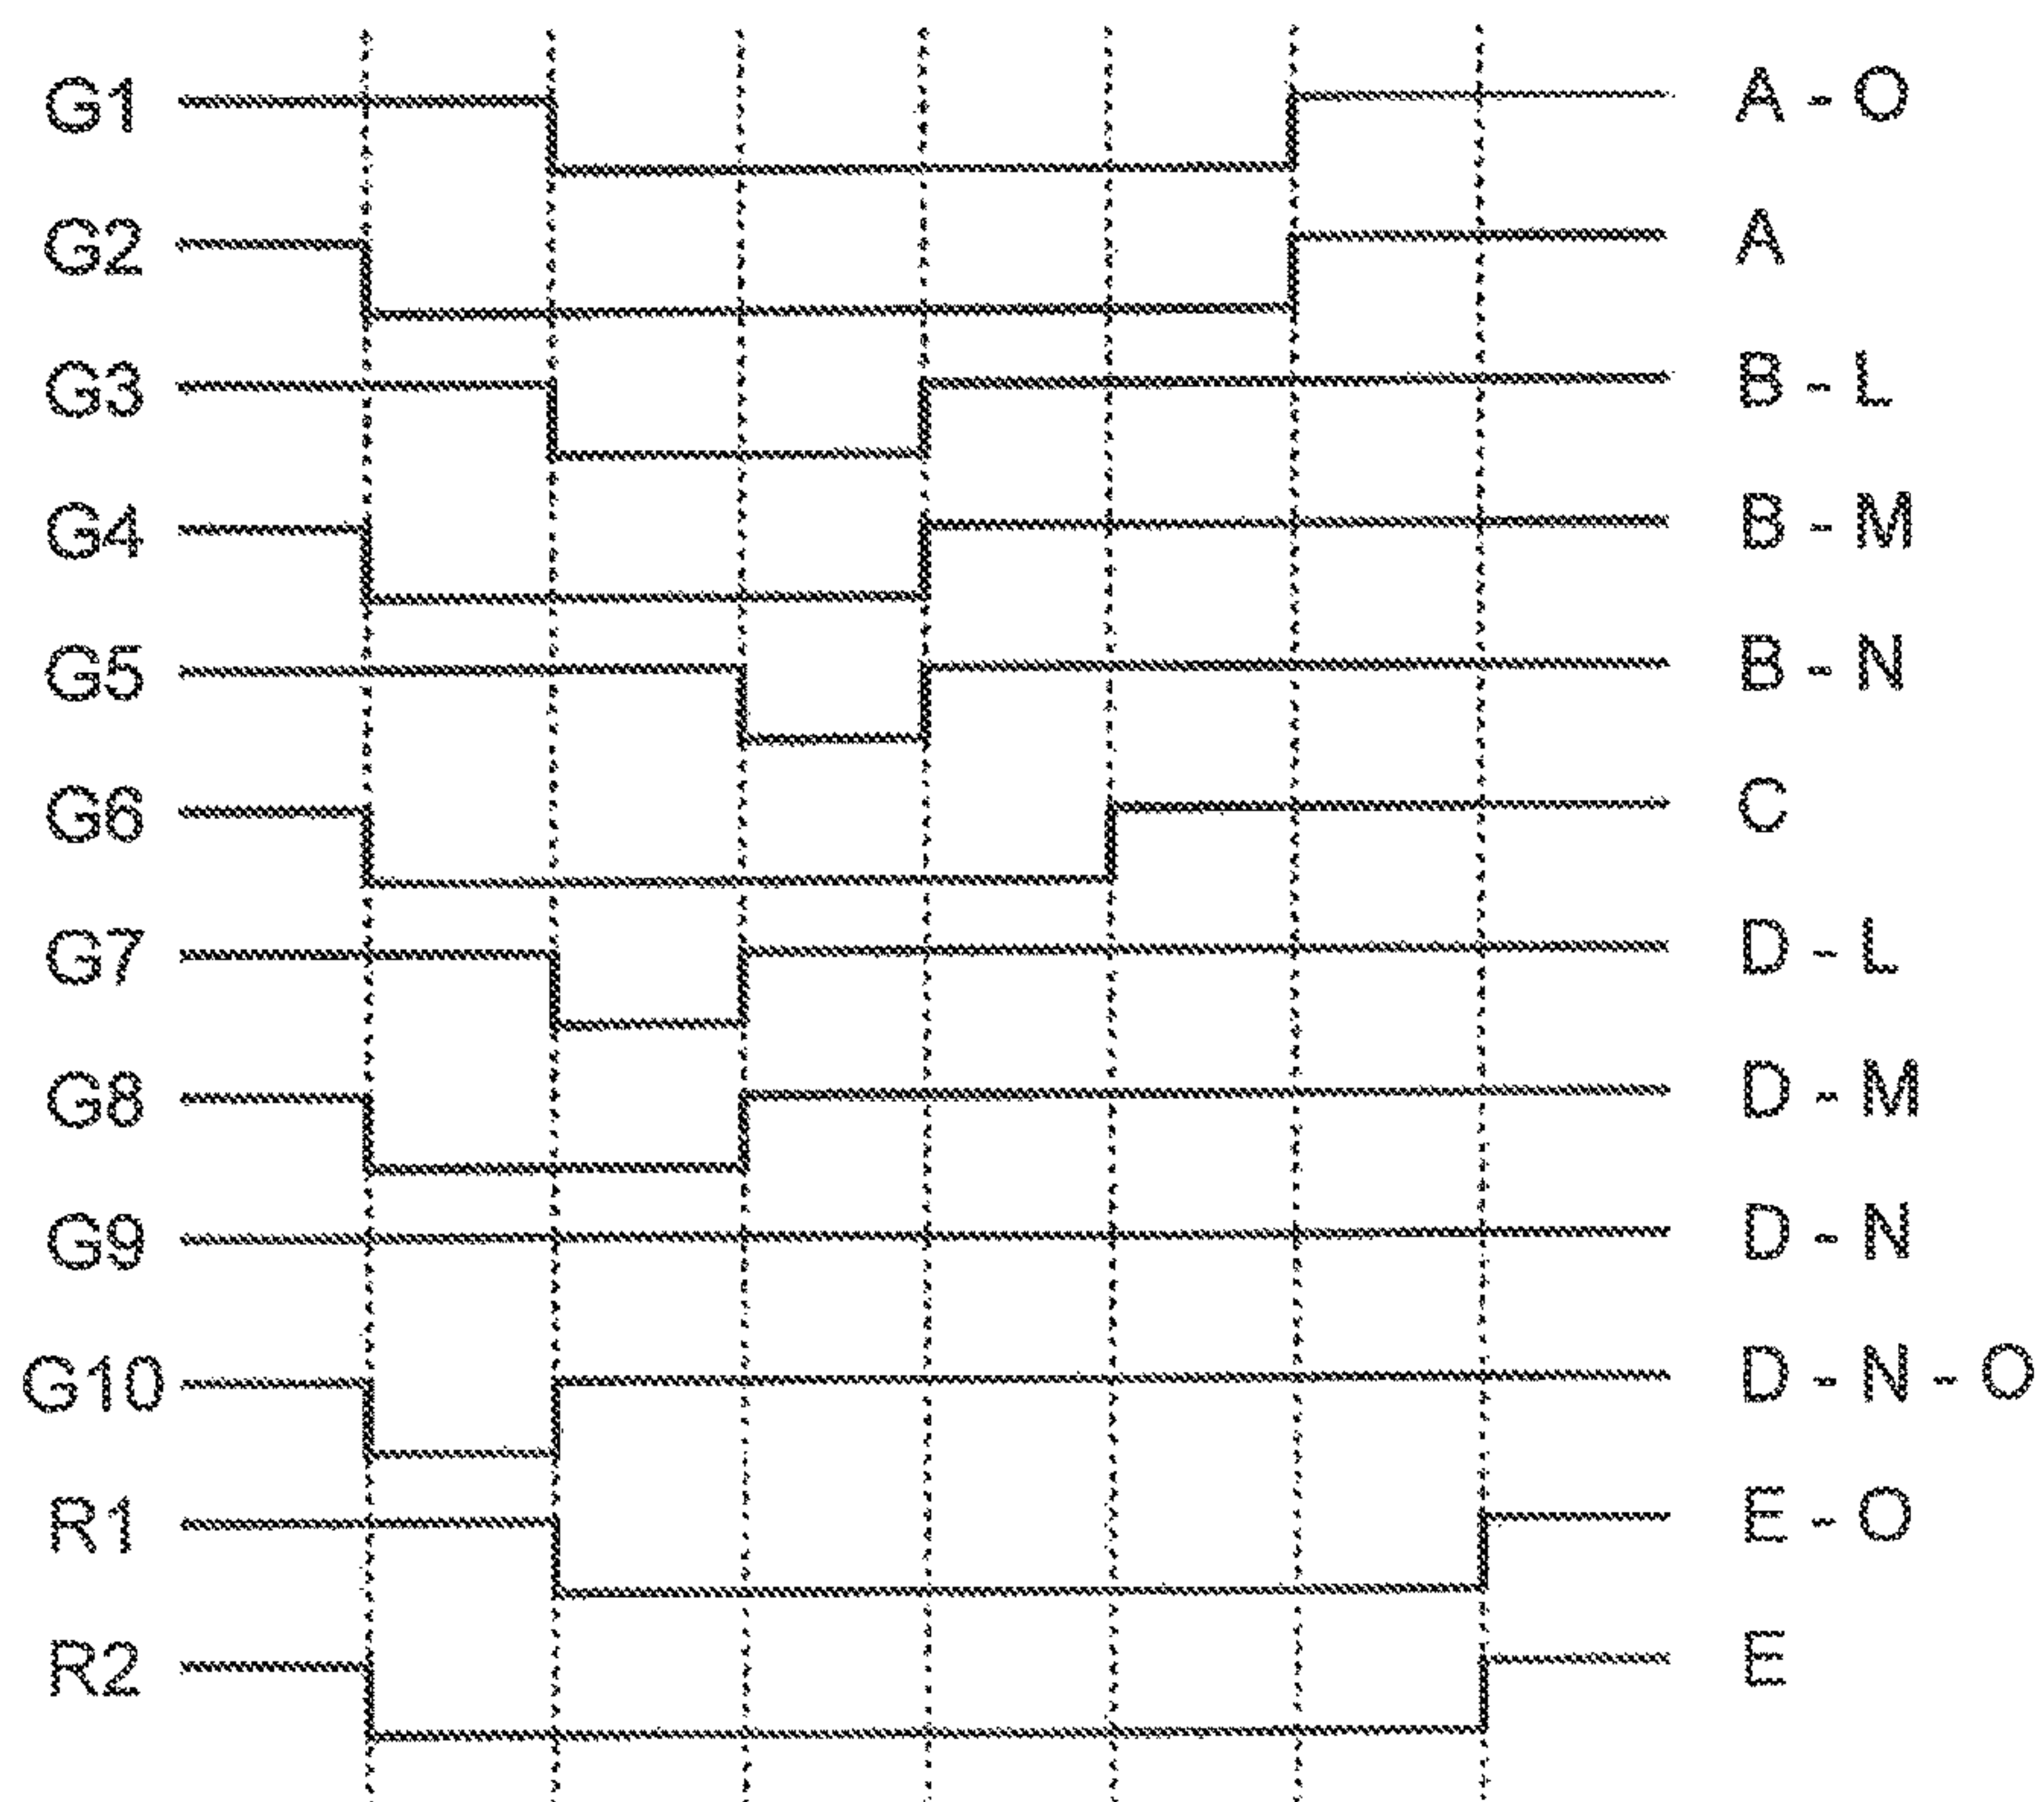 G1 A - O
G2 A
G3 B - L
G4 B - M
G5 B - N
G6 C
G7 D - L
G8 D - M
G9 D - N
G10 D - N - O
R1 E - O
R2 E